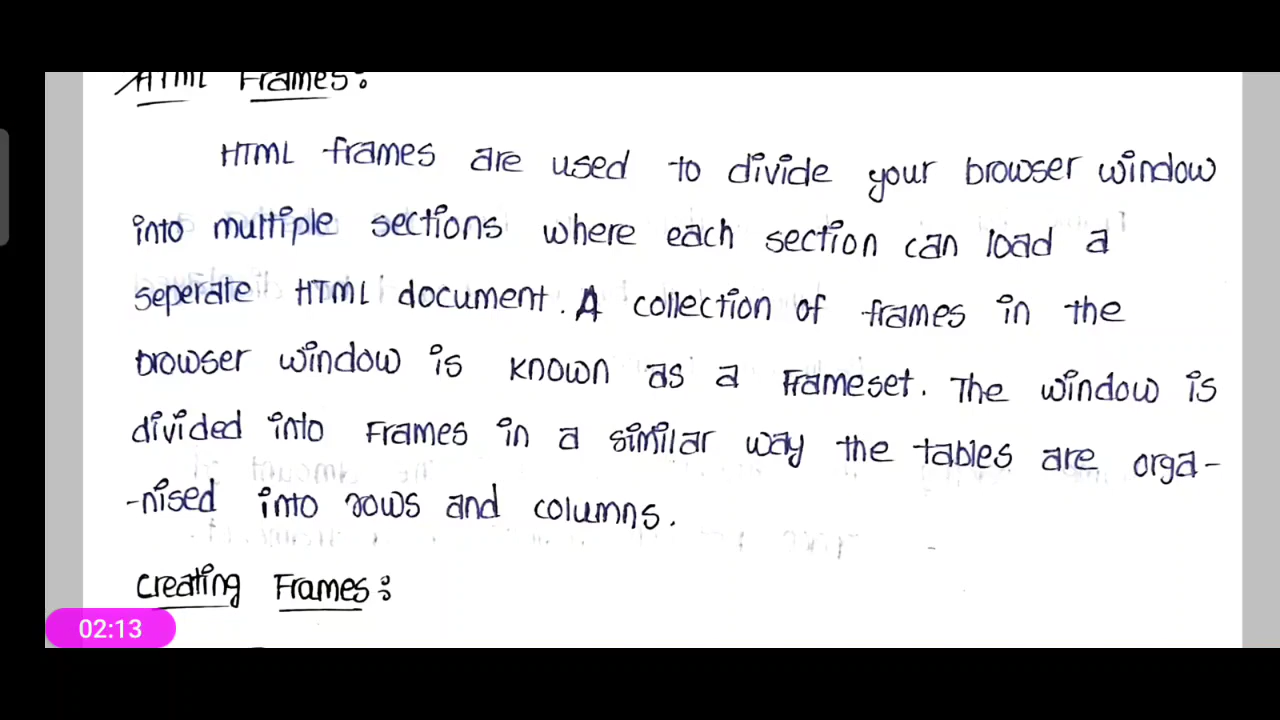 HTML Frames:
HTML frames are used to divide your browser window
into multiple sections where each section can load a
seperate HTML document. A collection of frames in the
browser window is known as a Frameset. The window is
divided into Frames in a similar way the tables are orga-
-nised into rows and columns.
creating Frames:
02:13